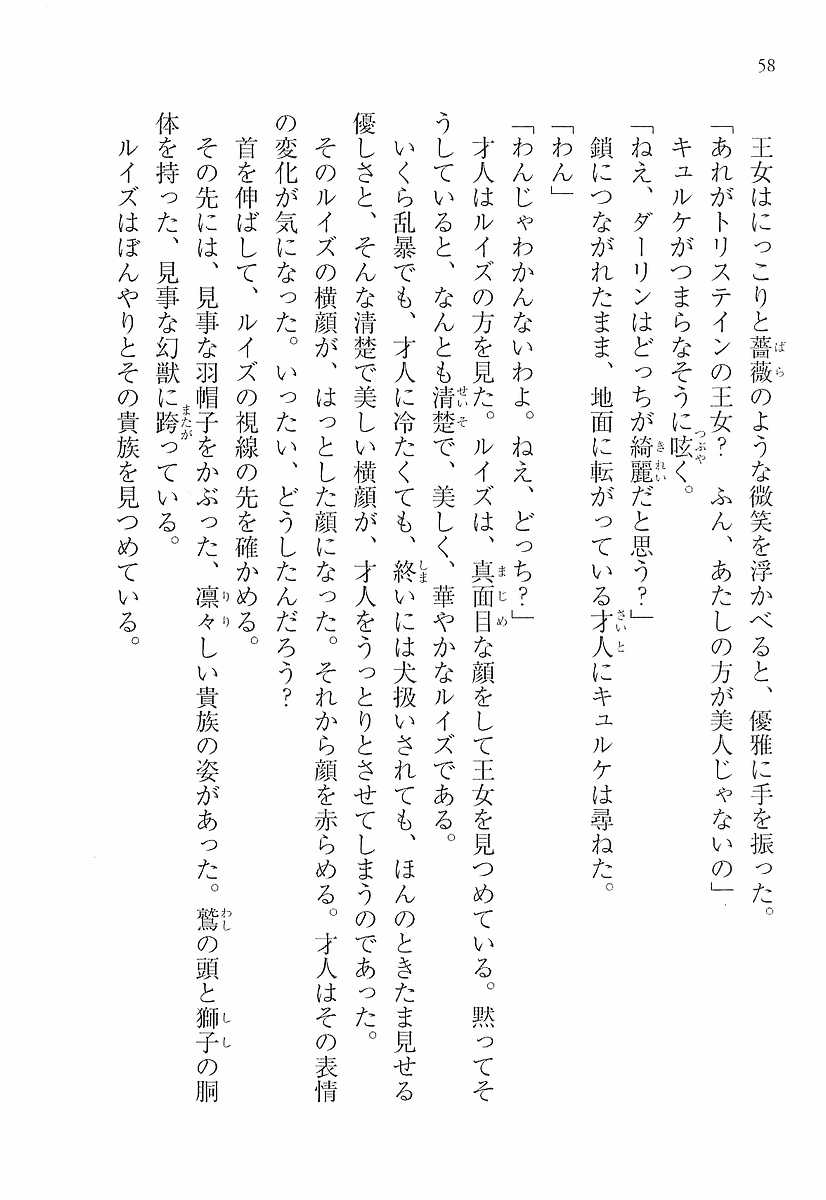 58
王女はにっこりと薔薇のような微笑を浮かべると、優雅に手を振った。
「あれがトリステインの王女？　ふん、あたしの方が美人じゃないの」
キュルケがつまらなそうに呟く。
「ねえ、ダーリンはどっちが綺麗だと思う？」
鎖につながれたまま、地面に転がっている才人にキュルケは尋ねた。
「わん」
「わんじゃわかんないわよ。ねえ、どっち？」
才人はルイズの方を見た。ルイズは、真面目な顔をして王女を見つめている。黙ってそ
うしていると、なんとも清楚で、美しく、華やかなルイズである。
いくら乱暴でも、才人に冷たくても、終いには犬扱いされても、ほんのときたま見せる
優しさと、そんな清楚で美しい横顔が、才人をうっとりとさせてしまうのであった。
そのルイズの横顔が、はっとした顔になった。それから顔を赤らめる。才人はその表情
の変化が気になった。いったい、どうしたんだろう？
首を伸ばして、ルイズの視線の先を確かめる。
その先には、見事な羽帽子をかぶった、凛々しい貴族の姿があった。鷲の頭と獅子の胴
体を持った、見事な幻獣に跨っている。
ルイズはぼんやりとその貴族を見つめている。